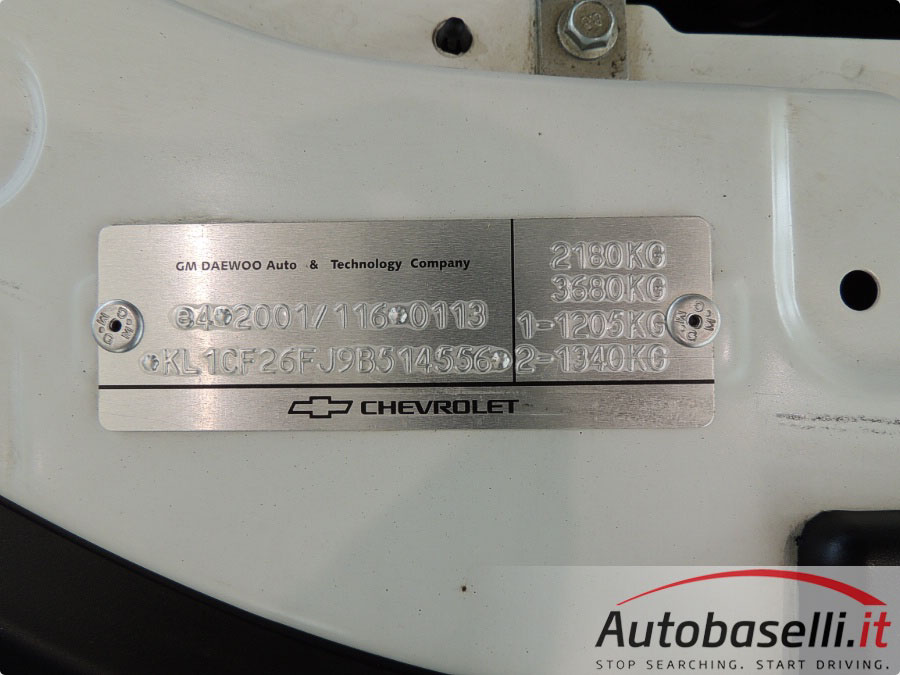 GM DAEWOO Auto & Technology Company
e4*2001/116*0113
*KL1CF26FJ9B514556*
2180KG
3680KG
1-1205KG
2-1340KG
CHEVROLET
Autobaselli.it
STOP SEARCHING. START DRIVING.